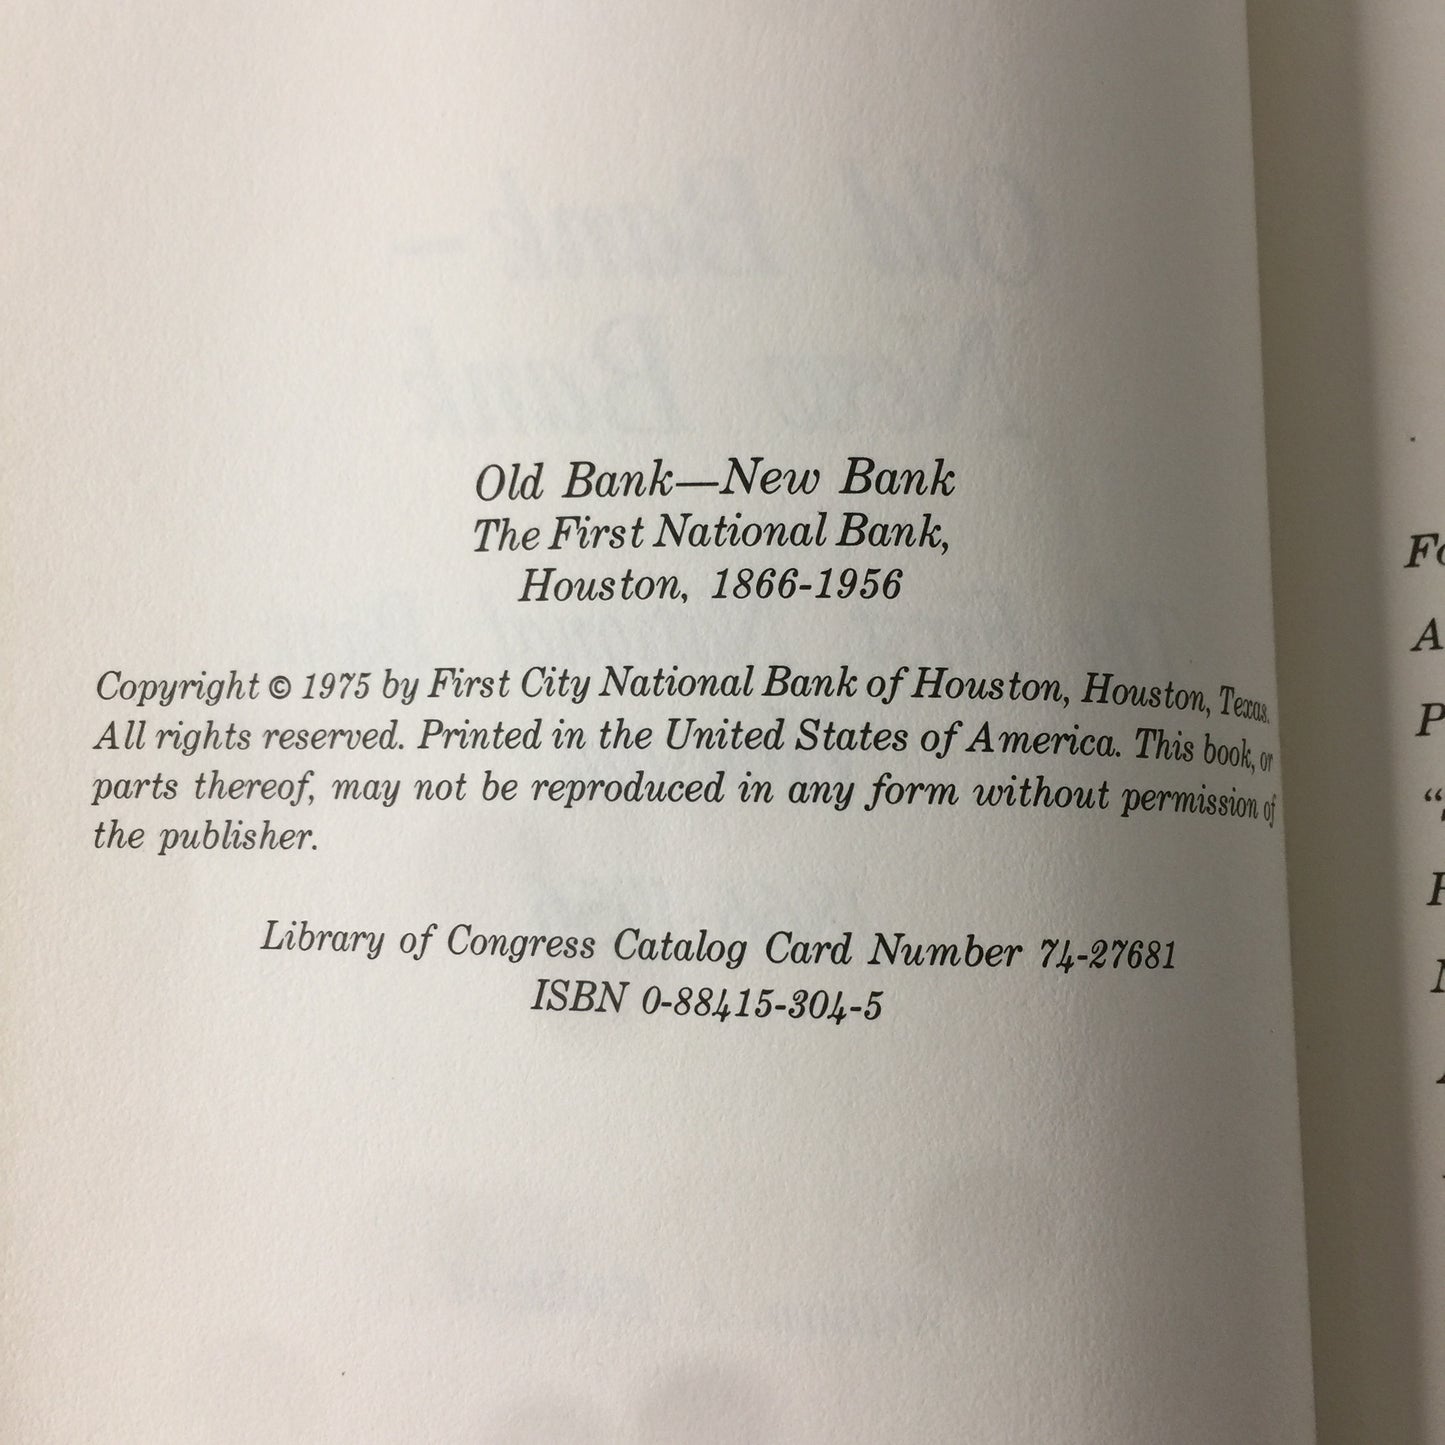 Old Bank—New Bank
The First National Bank,
Houston, 1866-1956
Copyright © 1975 by First City National Bank of Houston, Houston, Texas.
All rights reserved. Printed in the United States of America. This book, or
parts thereof, may not be reproduced in any form without permission of
the publisher.
Library of Congress Catalog Card Number 74-27681
ISBN 0-88415-304-5